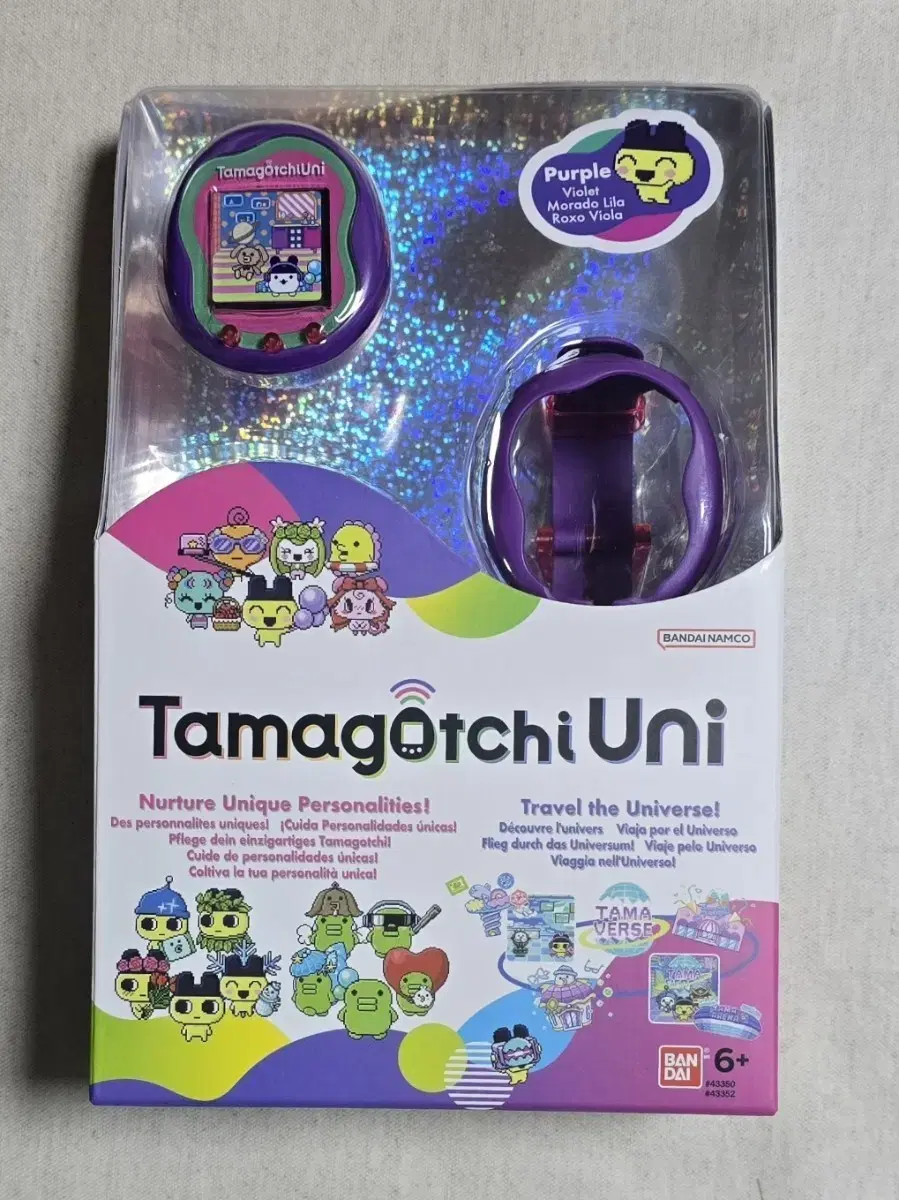 TamagotchiUni
Purple
Violet
Morado Lila
Roxo Viola
BANDAI NAMCO
Tamagotchi Uni
Nurture Unique Personalities!
Des personnalites uniques! ¡Cuida Personalidades únicas!
Pflege dein einzigartiges Tamagotchi!
Cuide de personalidades únicas!
Coltiva la tua personalità unica!
Travel the Universe!
Découvre l'univers Viaja por el Universo
Flieg durch das Universum! Viaje pelo Universo
Viaggia nell'Universo!
TAMA
VERSE
TAMA
BAN
DAI
6+
#43350
#43352